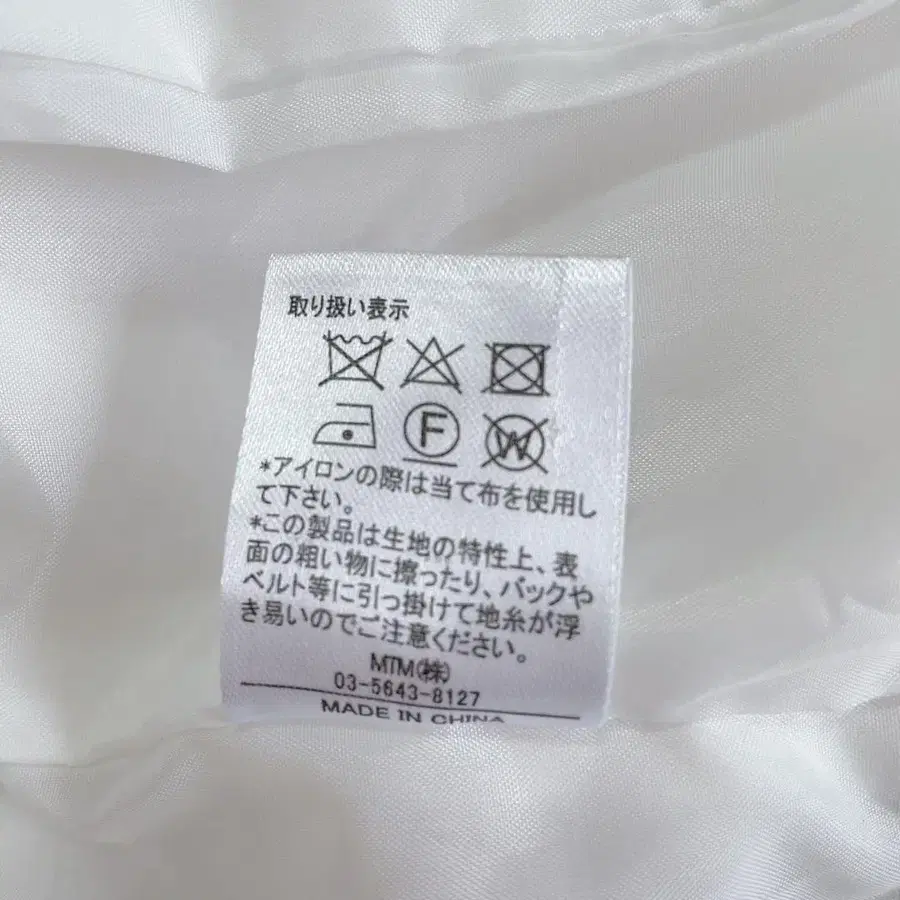 取り扱い表示
F W
*アイロンの際は当て布を使用し
て下さい。
*この製品は生地の特性上、表
面の粗い物に擦ったり、バックや
ベルト等に引っ掛けて地糸が浮
き易いのでご注意ください。
MTM(株)
03-5643-8127
MADE IN CHINA